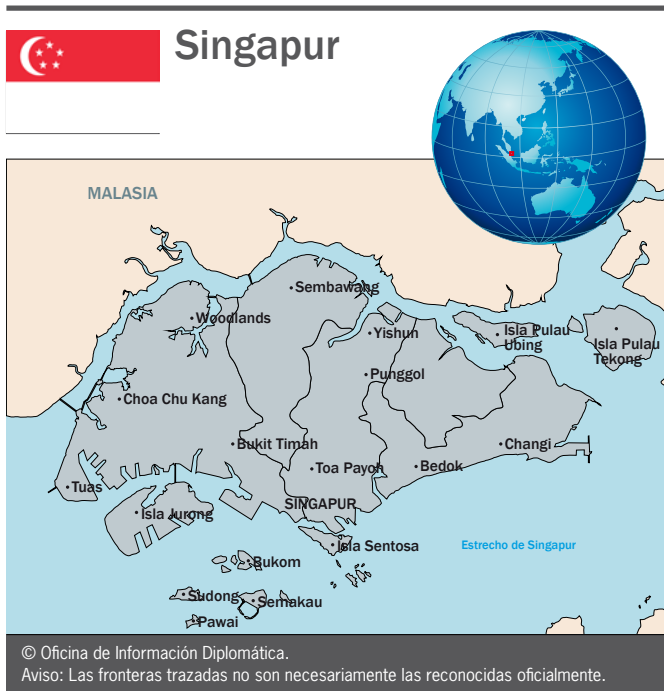 Singapur
MALASIA
Sembawang
Woodlands
Yishun
Isla Pulau
Ubing
Isla Pulau
Tekong
Punggol
Choa Chu Kang
Bukit Timah
Changi
Toa Payoh
Bedok
Tuas
SINGAPUR
Isla Jurong
Isla Sentosa
Estrecho de Singapur
Bukom
Sudong
Semakau
Pawai
© Oficina de Información Diplomática.
Aviso: Las fronteras trazadas no son necesariamente las reconocidas oficialmente.